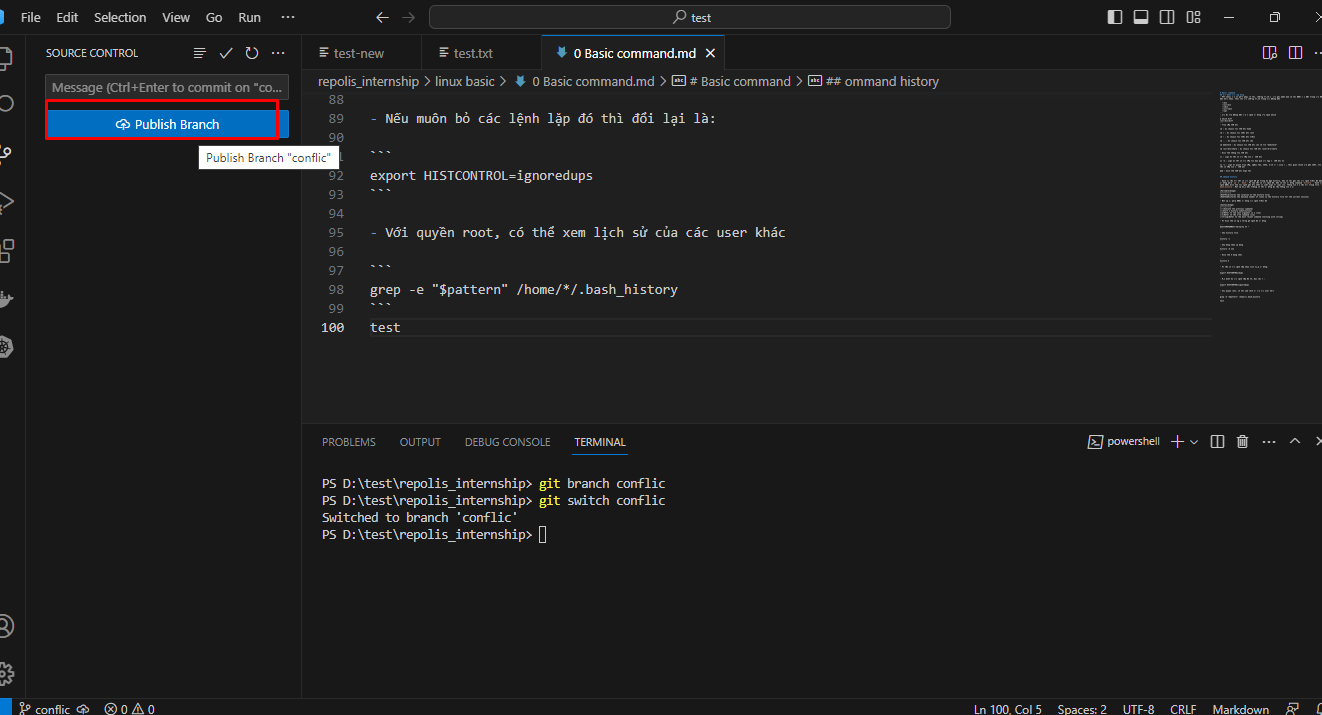 File Edit Selection View Go Run ···
test
SOURCE CONTROL
Message (Ctrl+Enter to commit on "co...
Publish Branch
Publish Branch "conflic"
test-new test.txt 0 Basic command.md
repolis_internship > linux basic > 0 Basic command.md > # Basic command > ## ommand history
88
89 - Nếu muôn bỏ các lệnh lặp đó thì đổi lại là:
90
```
92 export HISTCONTROL=ignoredups
93 ```
94
95 - Với quyền root, có thể xem lịch sử của các user khác
96
97 ```
98 grep -e "$pattern" /home/*/.bash_history
99 ```
100 test
PROBLEMS OUTPUT DEBUG CONSOLE TERMINAL
powershell
PS D:\test\repolis_internship> git branch conflic
PS D:\test\repolis_internship> git switch conflic
Switched to branch 'conflic'
PS D:\test\repolis_internship>
conflic 0 0
Ln 100, Col 5 Spaces: 2 UTF-8 CRLF Markdown